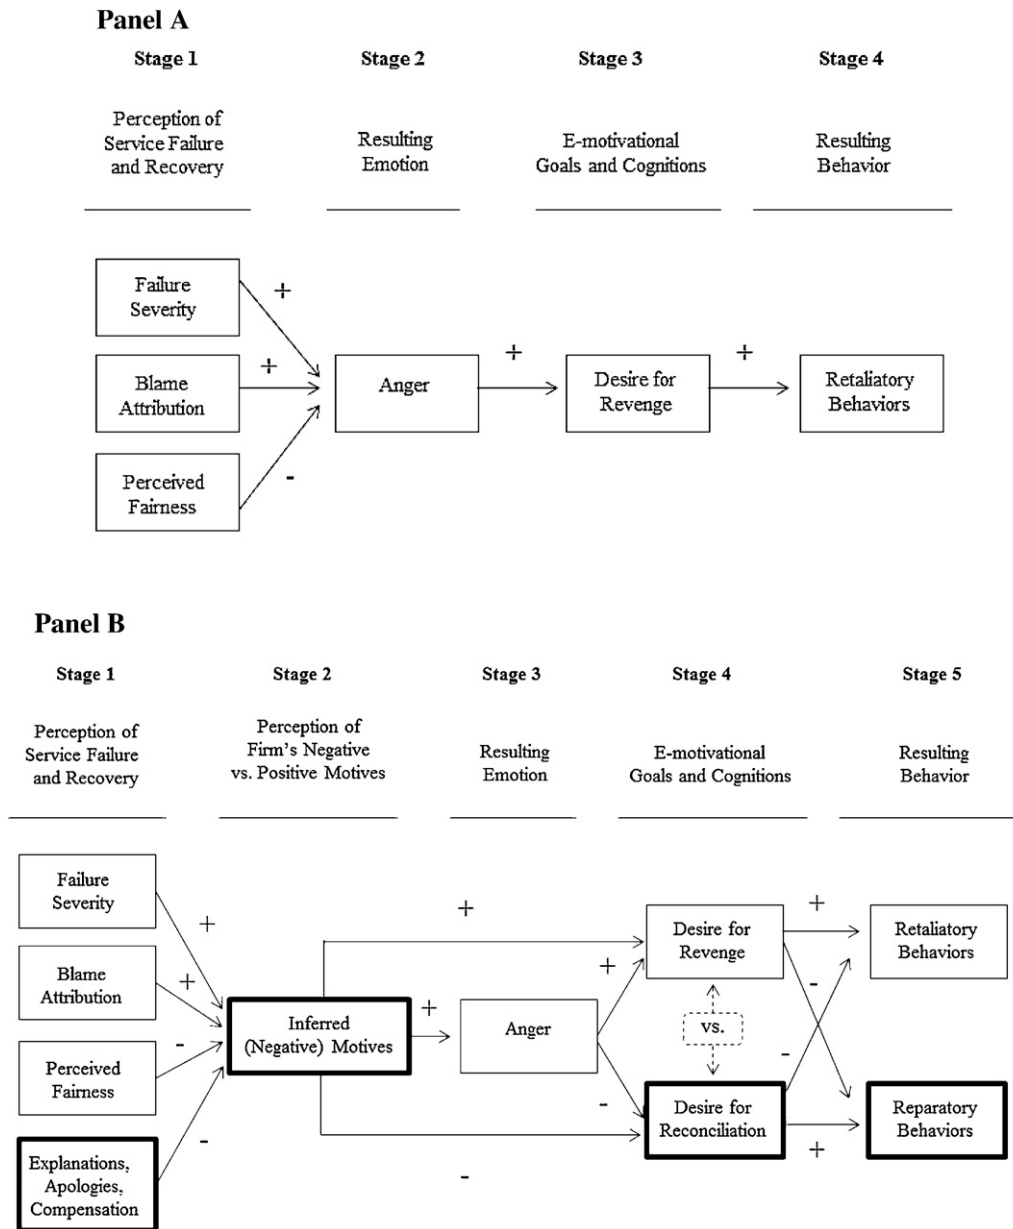 Panel A
Stage 1 Stage 2 Stage 3 Stage 4
Perception of
Service Failure
and Recovery
Resulting
Emotion
E-motivational
Goals and Cognitions
Resulting
Behavior
Failure
Severity
+
Blame
Attribution
+
Perceived
Fairness
-
Anger
+
Desire for
Revenge
+
Retaliatory
Behaviors
Panel B
Stage 1 Stage 2 Stage 3 Stage 4 Stage 5
Perception of
Service Failure
and Recovery
Perception of
Firm's Negative
vs. Positive Motives
Resulting
Emotion
E-motivational
Goals and Cognitions
Resulting
Behavior
Failure
Severity
+
Blame
Attribution
+
Perceived
Fairness
-
Explanations,
Apologies,
Compensation
-
Inferred
(Negative) Motives
+
+
-
Anger
+
-
Desire for
Revenge
vs.
Desire for
Reconciliation
+
-
-
+
Retaliatory
Behaviors
Reparatory
Behaviors